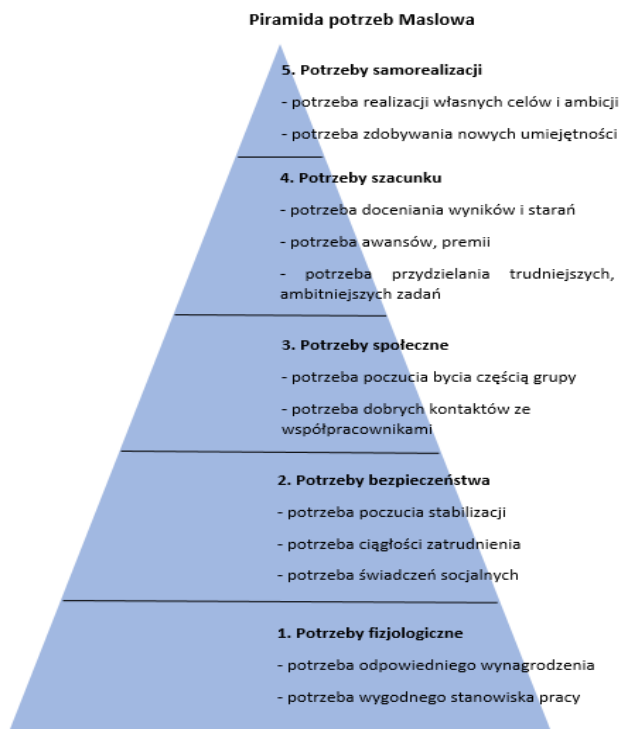 Piramida potrzeb Maslowa
5. Potrzeby samorealizacji
- potrzeba realizacji własnych celów i ambicji
- potrzeba zdobywania nowych umiejętności
4. Potrzeby szacunku
- potrzeba doceniania wyników i starań
- potrzeba awansów, premii
- potrzeba przydzielania trudniejszych,
ambitniejszych zadań
3. Potrzeby społeczne
- potrzeba poczucia bycia częścią grupy
- potrzeba dobrych kontaktów ze
współpracownikami
2. Potrzeby bezpieczeństwa
- potrzeba poczucia stabilizacji
- potrzeba ciągłości zatrudnienia
- potrzeba świadczeń socjalnych
1. Potrzeby fizjologiczne
- potrzeba odpowiedniego wynagrodzenia
- potrzeba wygodnego stanowiska pracy